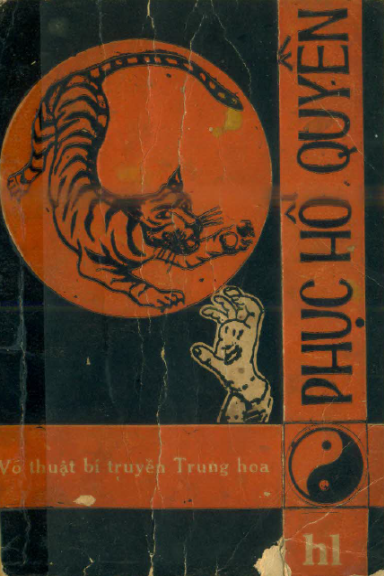 PHỤC HỔ QUYỀN
Võ thuật bí truyền Trung hoa
hl